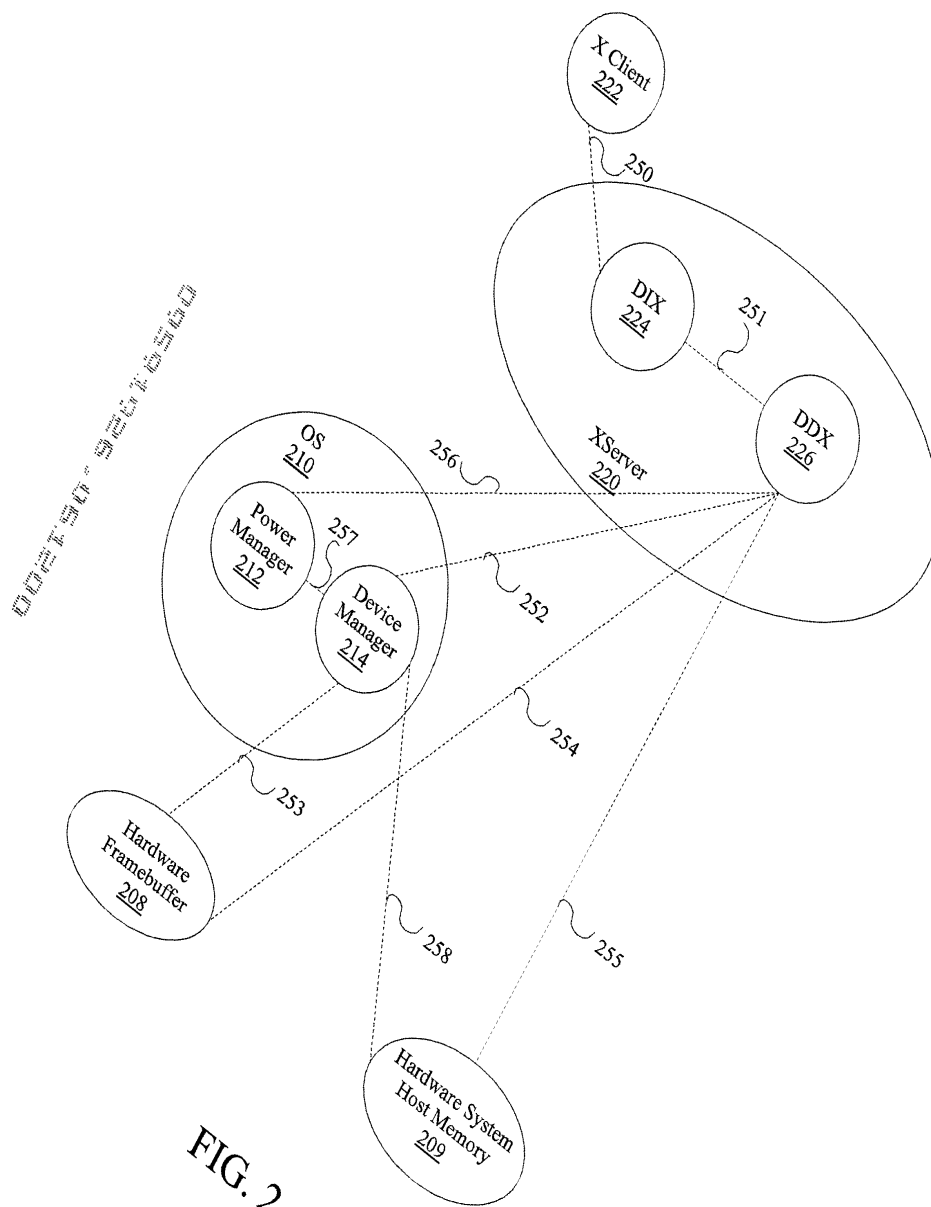 X Client
222
250
DIX
224
251
DDX
226
XServer
220
OS
210
256
Power
Manager
212
257
Device
Manager
214
252
254
253
Hardware
Framebuffer
208
258
255
Hardware System
Host Memory
209
FIG. 2